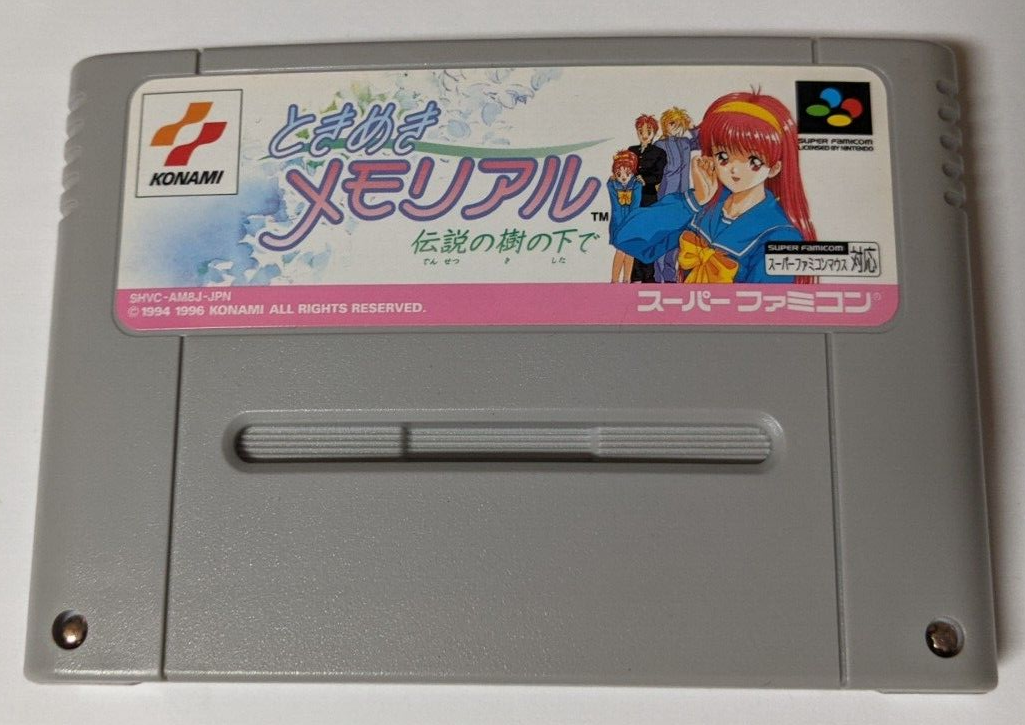 KONAMI
ときめき
メモリアル™
伝説の樹の下で
でんせつ き した
SUPER FAMICOM
LICENSED BY NINTENDO
SUPER FAMICOM
スーパーファミコンマウス 対応
SHVC-AM8J-JPN
©1994 1996 KONAMI ALL RIGHTS RESERVED.
スーパーファミコン®